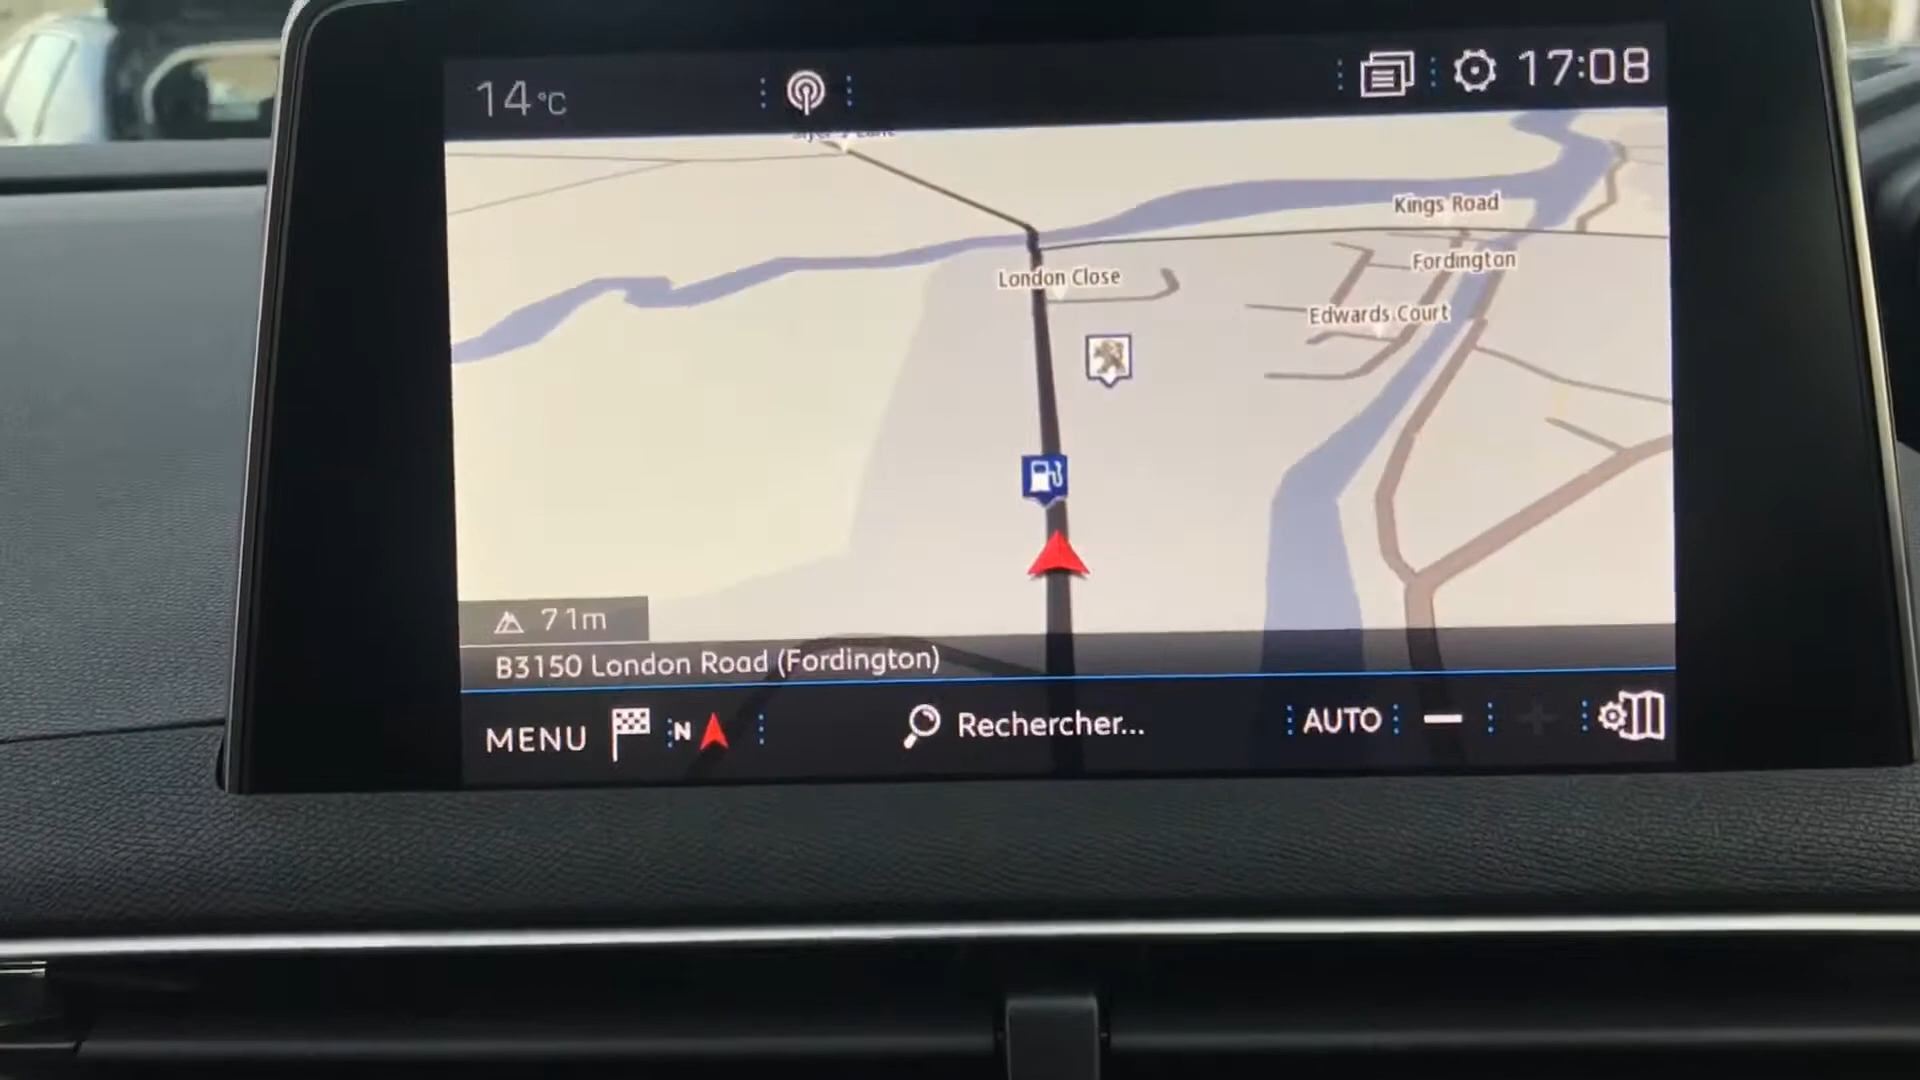 14°C
17:08
Kings Road
London Close
Fordington
Edwards Court
71m
B3150 London Road (Fordington)
MENU
N
Rechercher...
AUTO